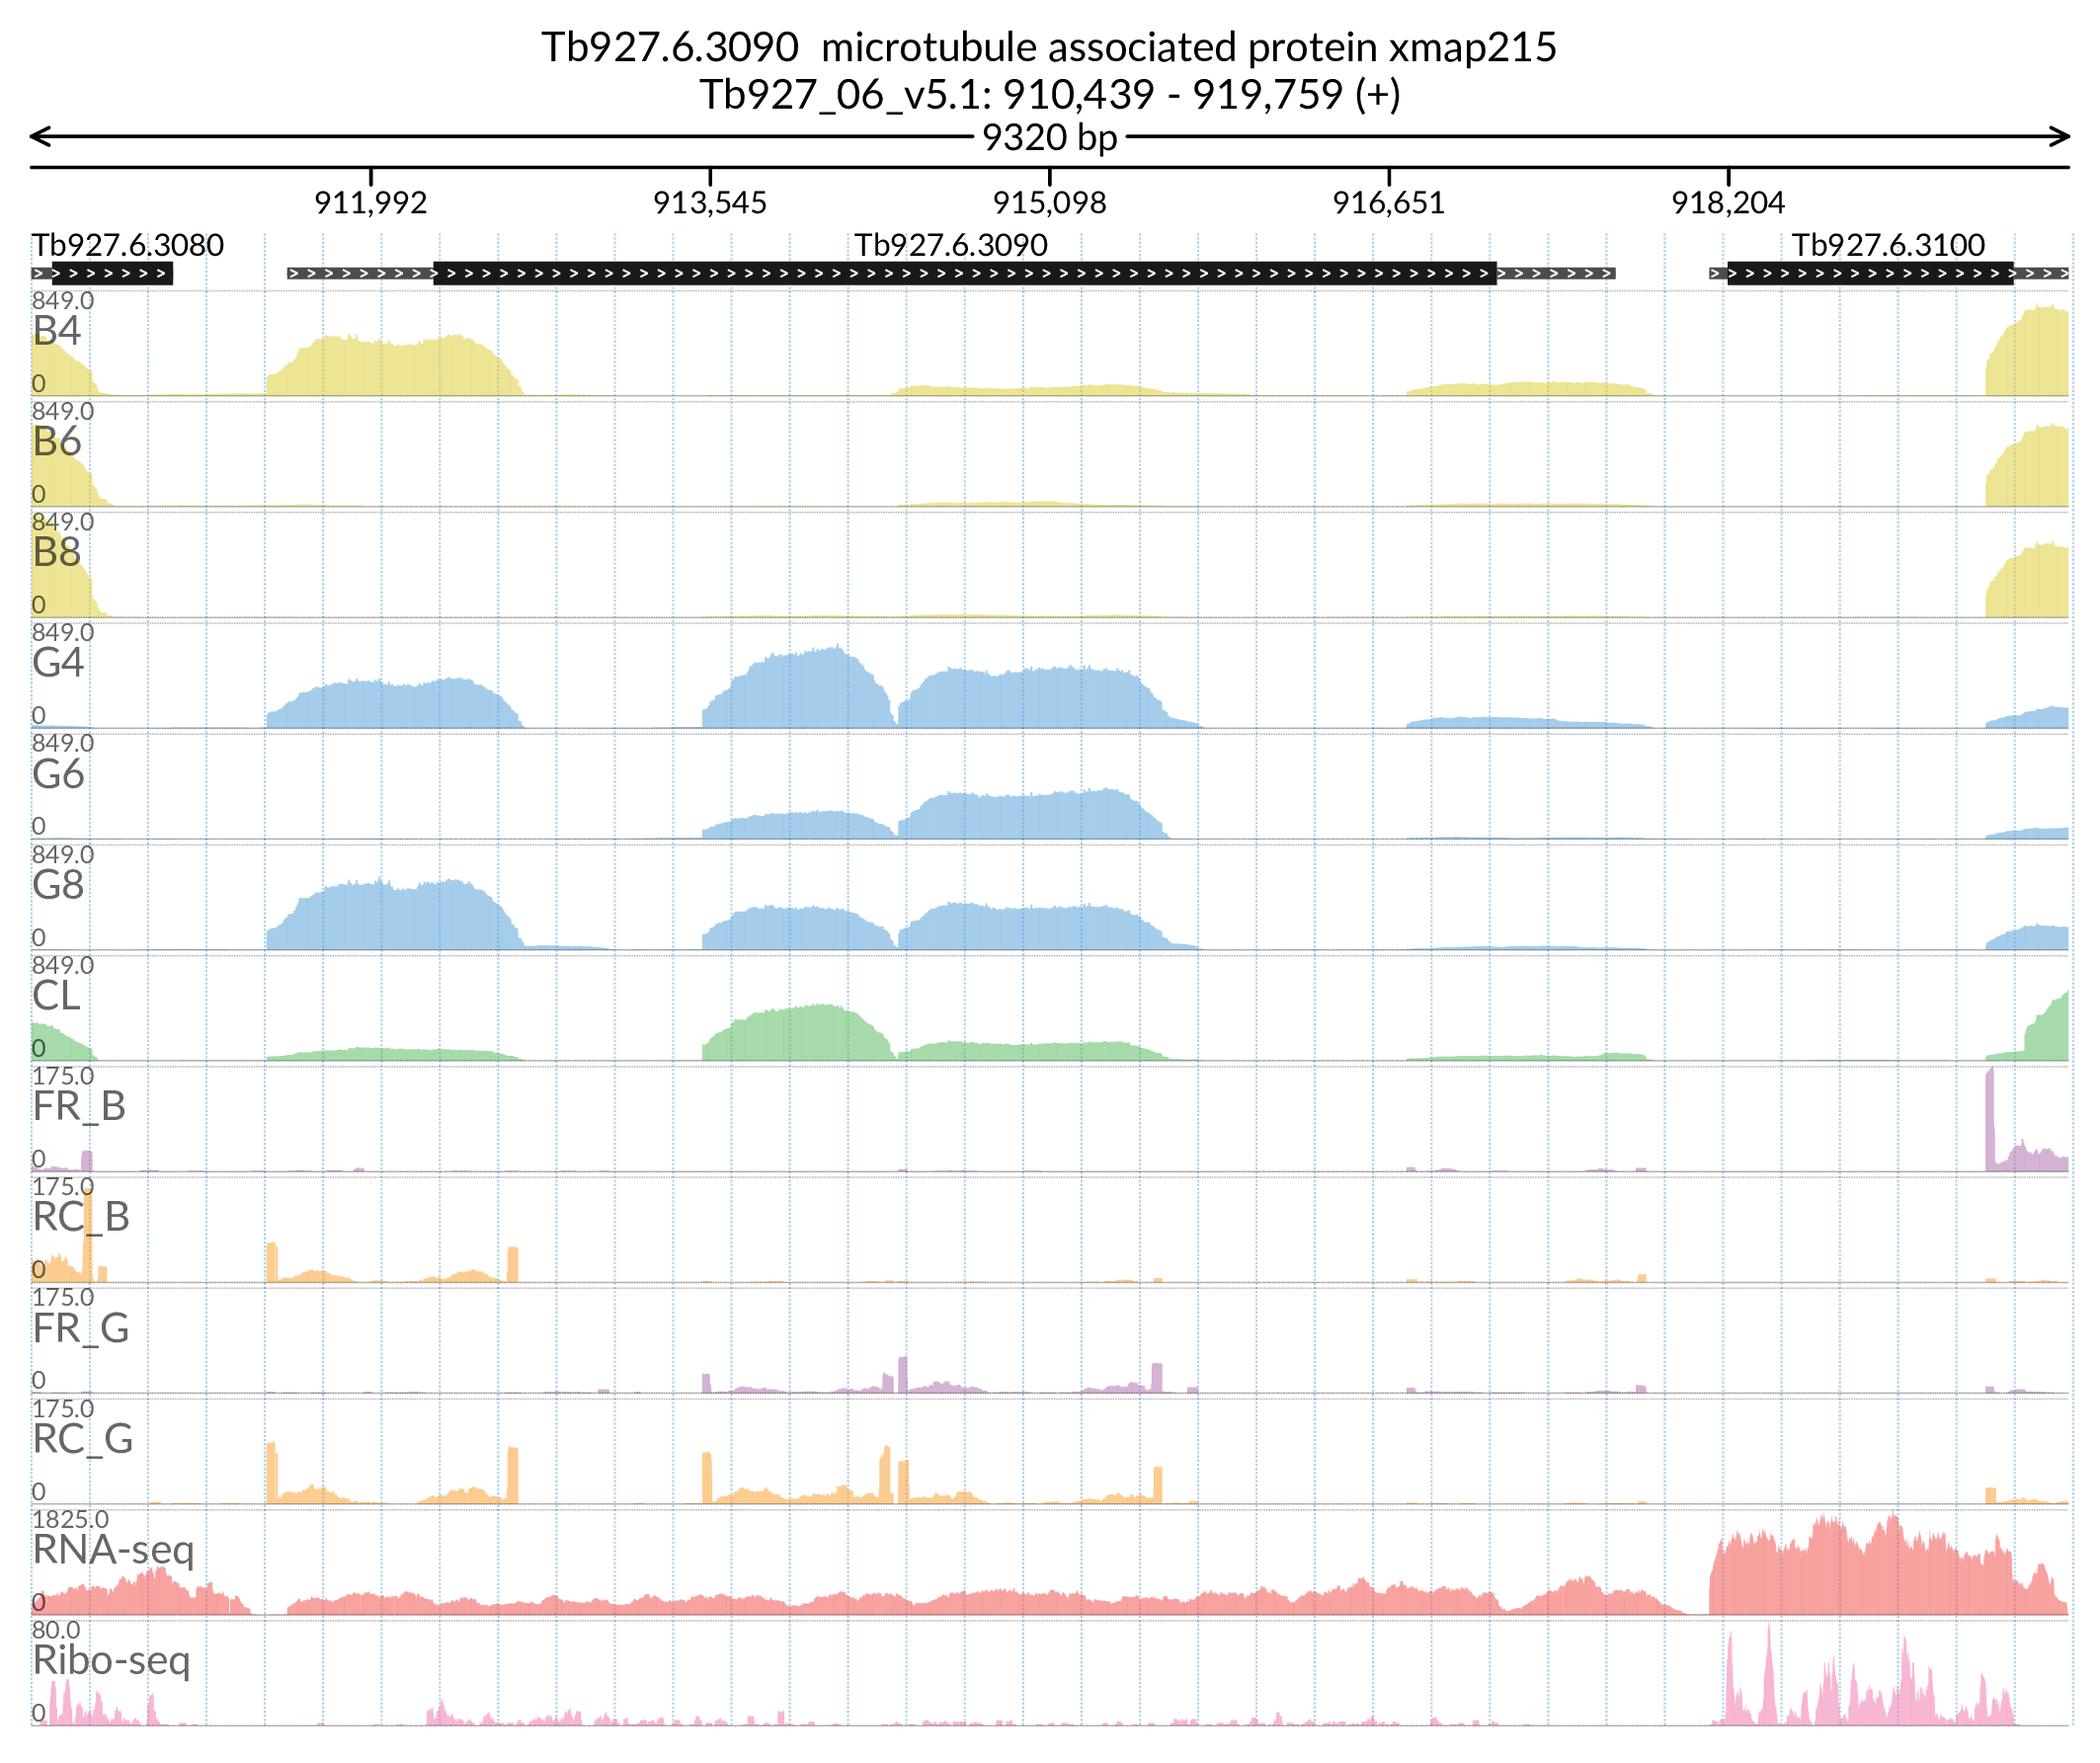 Tb927.6.3090  microtubule associated protein xmap215
Tb927_06_v5.1: 910,439 - 919,759 (+)
9320 bp
911,992 913,545 915,098 916,651 918,204
Tb927.6.3080 Tb927.6.3090 Tb927.6.3100
849.0
B4
0
849.0
B6
0
849.0
B8
0
849.0
G4
0
849.0
G6
0
849.0
G8
0
849.0
CL
0
175.0
FR_B
0
175.0
RC_B
0
175.0
FR_G
0
175.0
RC_G
0
1825.0
RNA-seq
0
80.0
Ribo-seq
0